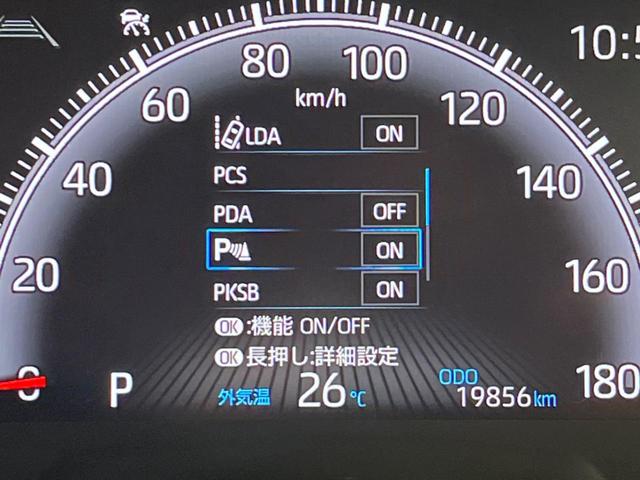 10:5
80 100
60 km/h 120
LDA ON
40 PCS 140
PDA OFF
P ON
20 160
PKSB ON
OK:機能 ON/OFF
OK長押し:詳細設定
0 P 外気温 26℃ ODO 19856km 180